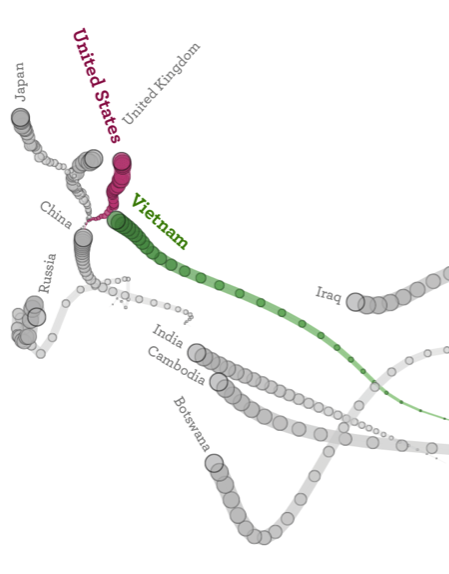 Japan
United States
United Kingdom
China
Vietnam
Russia
Iraq
India
Cambodia
Botswana